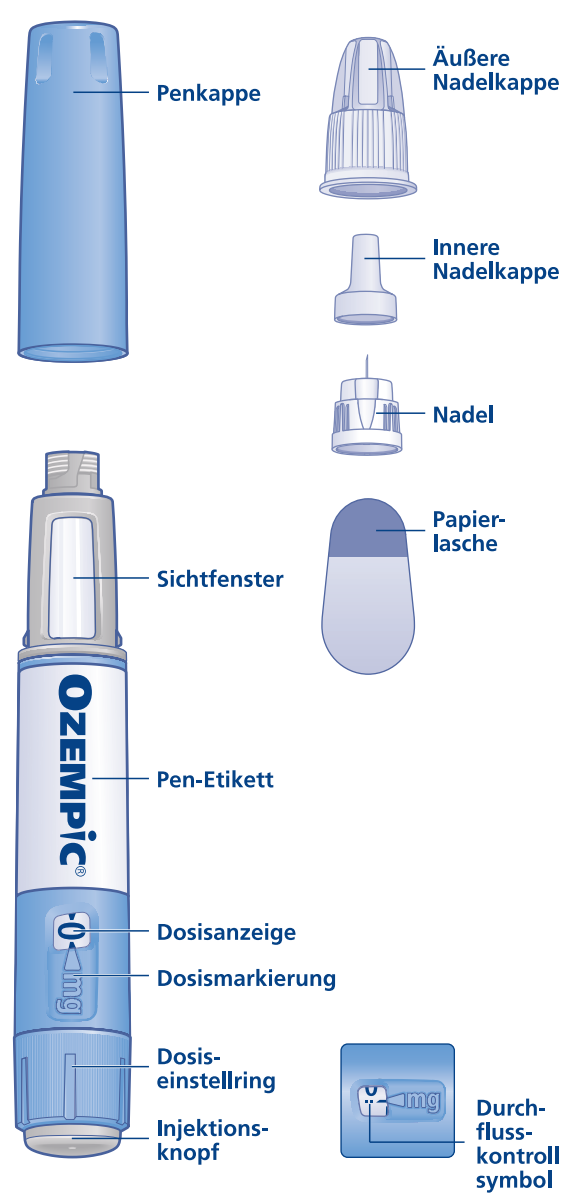 Penkappe
Sichtfenster
Ozempic®
Pen-Etikett
0
Dosisanzeige
mg
Dosismarkierung
Dosis-
einstellring
Injektions-
knopf
Äußere
Nadelkappe
Innere
Nadelkappe
Nadel
Papier-
lasche
mg
Durch-
fluss-
kontroll
symbol